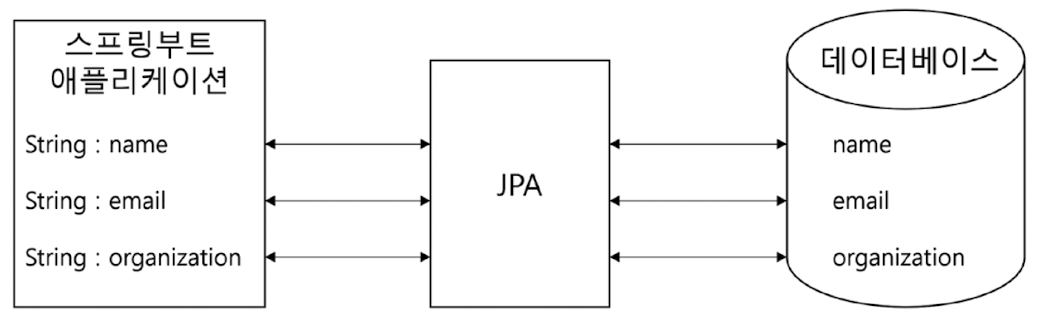 스프링부트
애플리케이션
String : name
String : email
String : organization
JPA
데이터베이스
name
email
organization